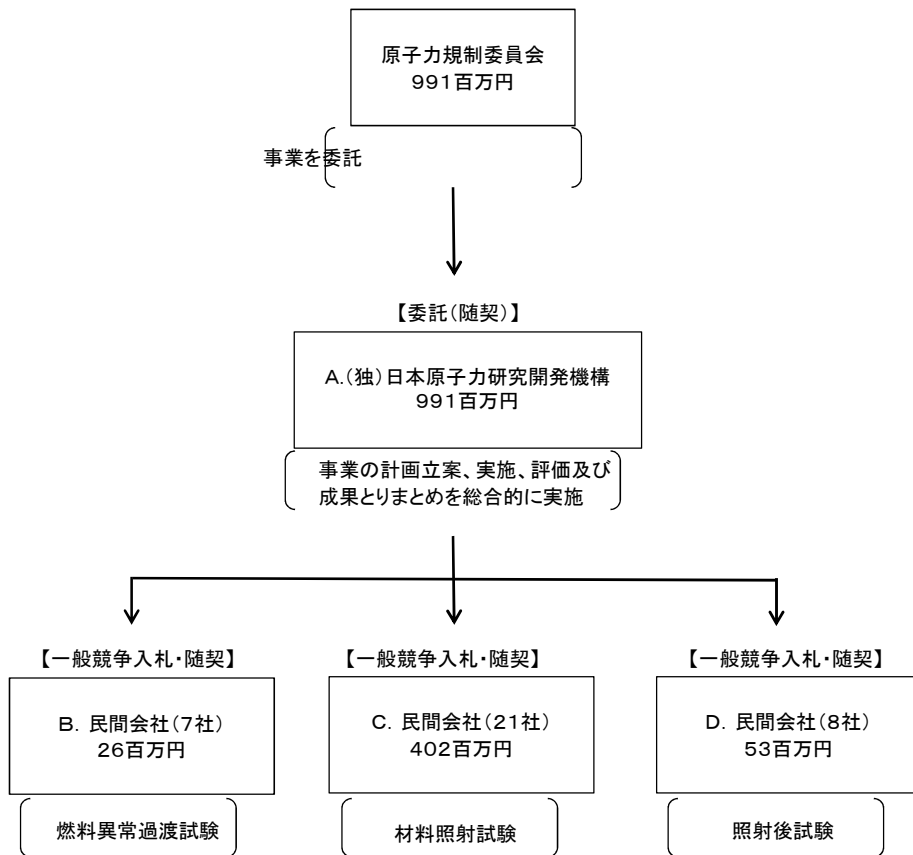 原子力規制委員会
991百万円
事業を委託
【委託(随契)】
A.(独)日本原子力研究開発機構
991百万円
事業の計画立案、実施、評価及び
成果とりまとめを総合的に実施
【一般競争入札・随契】
B. 民間会社(7社)
26百万円
燃料異常過渡試験
【一般競争入札・随契】
C. 民間会社(21社)
402百万円
材料照射試験
【一般競争入札・随契】
D. 民間会社(8社)
53百万円
照射後試験